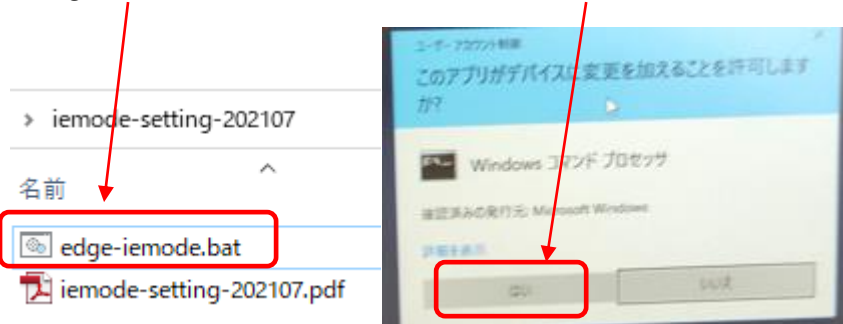 iemode-setting-202107
名前
edge-iemode.bat
iemode-setting-202107.pdf
ユーザー アカウント制御
このアプリがデバイスに変更を加えることを許可します
か?
Windows コマンド プロセッサ
確認済みの発行元: Microsoft Windows
詳細を表示
はい
いいえ